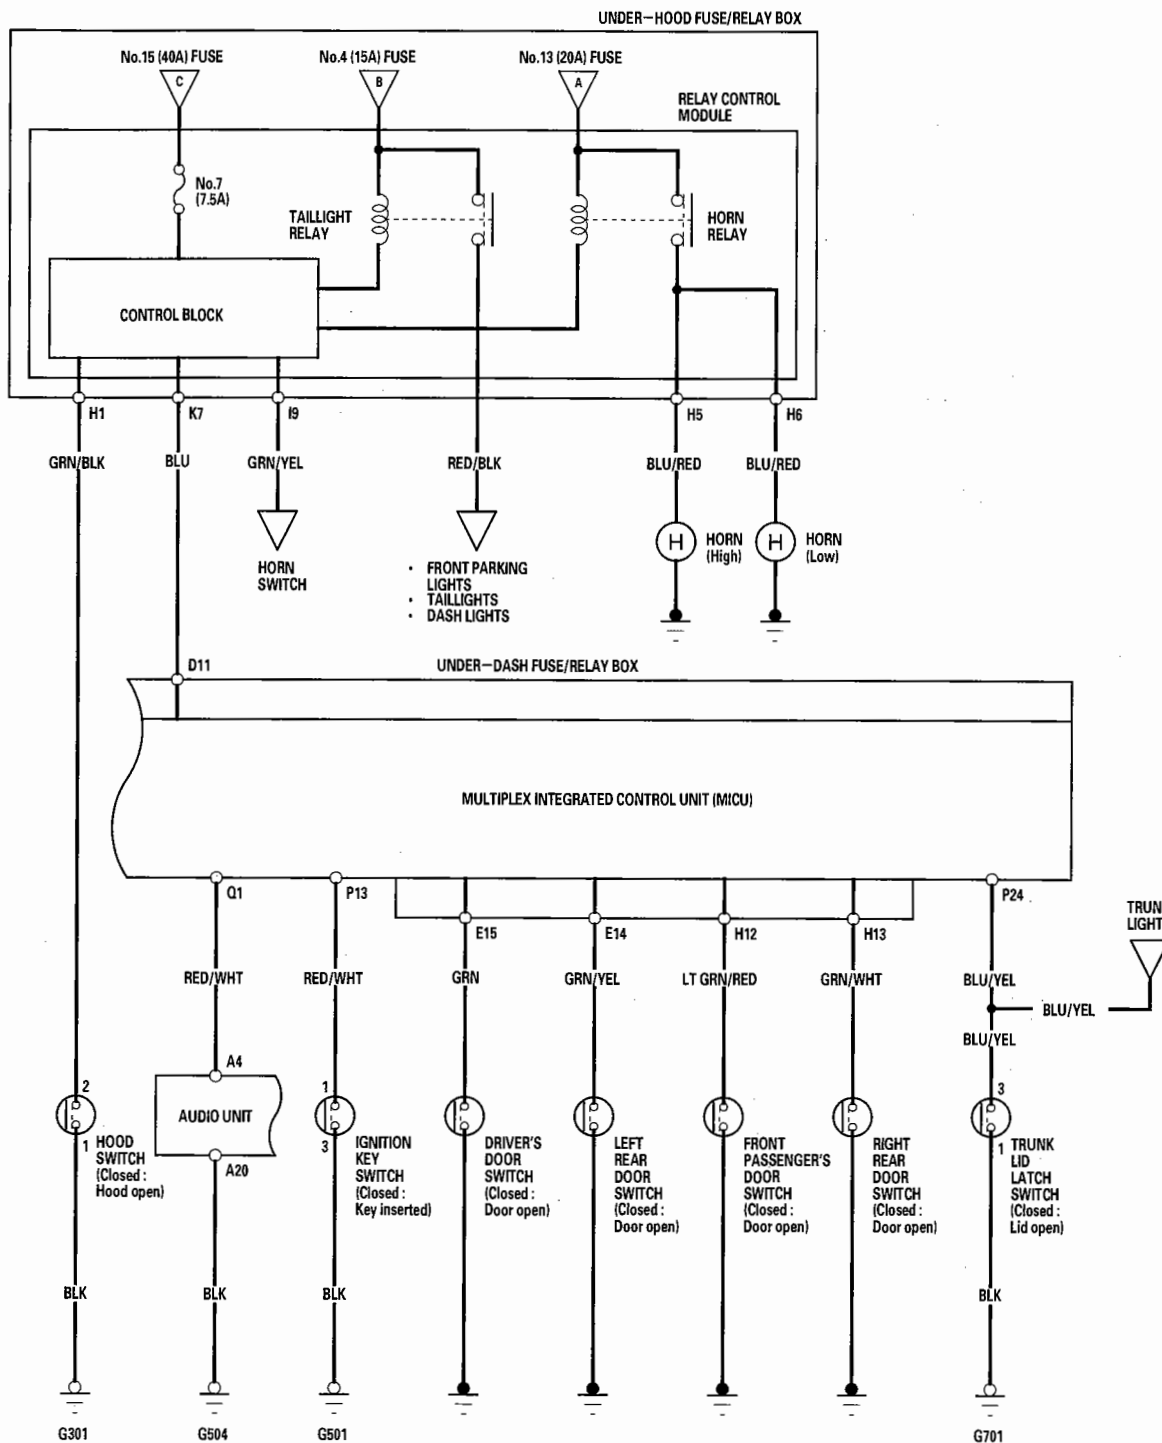 UNDER-HOOD FUSE/RELAY BOX
No.15 (40A) FUSE
No.4 (15A) FUSE
No.13 (20A) FUSE
C
B
A
RELAY CONTROL
MODULE
No.7
(7.5A)
TAILLIGHT
RELAY
HORN
RELAY
CONTROL BLOCK
H1
K7
I9
H5
H6
GRN/BLK
BLU
GRN/YEL
RED/BLK
BLU/RED
BLU/RED
HORN
SWITCH
• FRONT PARKING
LIGHTS
• TAILLIGHTS
• DASH LIGHTS
H
HORN
(High)
H
HORN
(Low)
D11
UNDER-DASH FUSE/RELAY BOX
MULTIPLEX INTEGRATED CONTROL UNIT (MICU)
Q1
P13
E15
E14
H12
H13
P24
TRUN
LIGHT
RED/WHT
RED/WHT
GRN
GRN/YEL
LT GRN/RED
GRN/WHT
BLU/YEL
BLU/YEL
BLU/YEL
2
1
HOOD
SWITCH
(Closed :
Hood open)
A4
AUDIO UNIT
A20
1
3
IGNITION
KEY
SWITCH
(Closed :
Key inserted)
DRIVER'S
DOOR
SWITCH
(Closed :
Door open)
LEFT
REAR
DOOR
SWITCH
(Closed :
Door open)
FRONT
PASSENGER'S
DOOR
SWITCH
(Closed :
Door open)
RIGHT
REAR
DOOR
SWITCH
(Closed :
Door open)
3
1
TRUNK
LID
LATCH
SWITCH
(Closed :
Lid open)
BLK
BLK
BLK
BLK
G301
G504
G501
G701